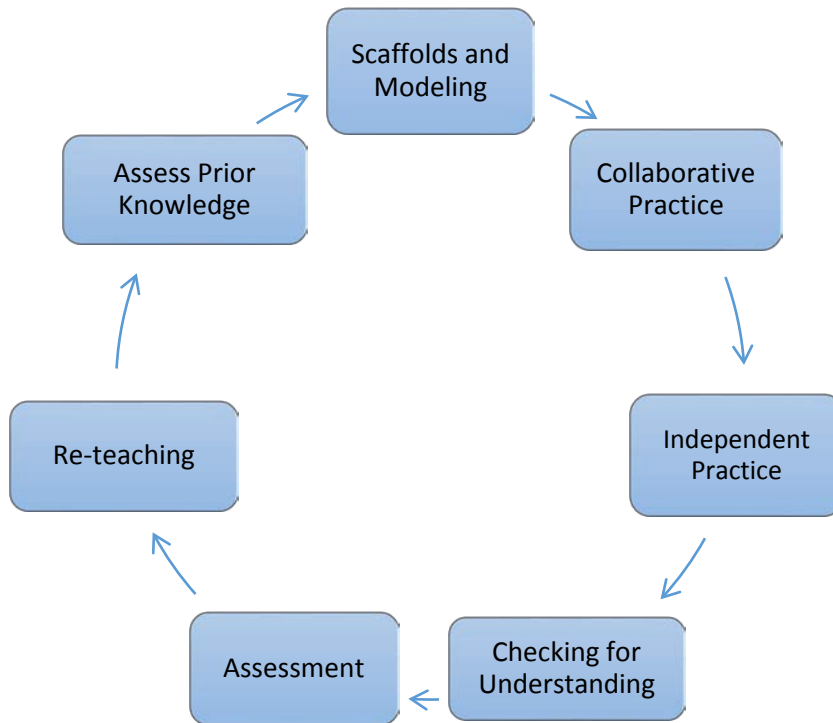 Scaffolds and
Modeling
Collaborative
Practice
Independent
Practice
Checking for
Understanding
Assessment
Re-teaching
Assess Prior
Knowledge